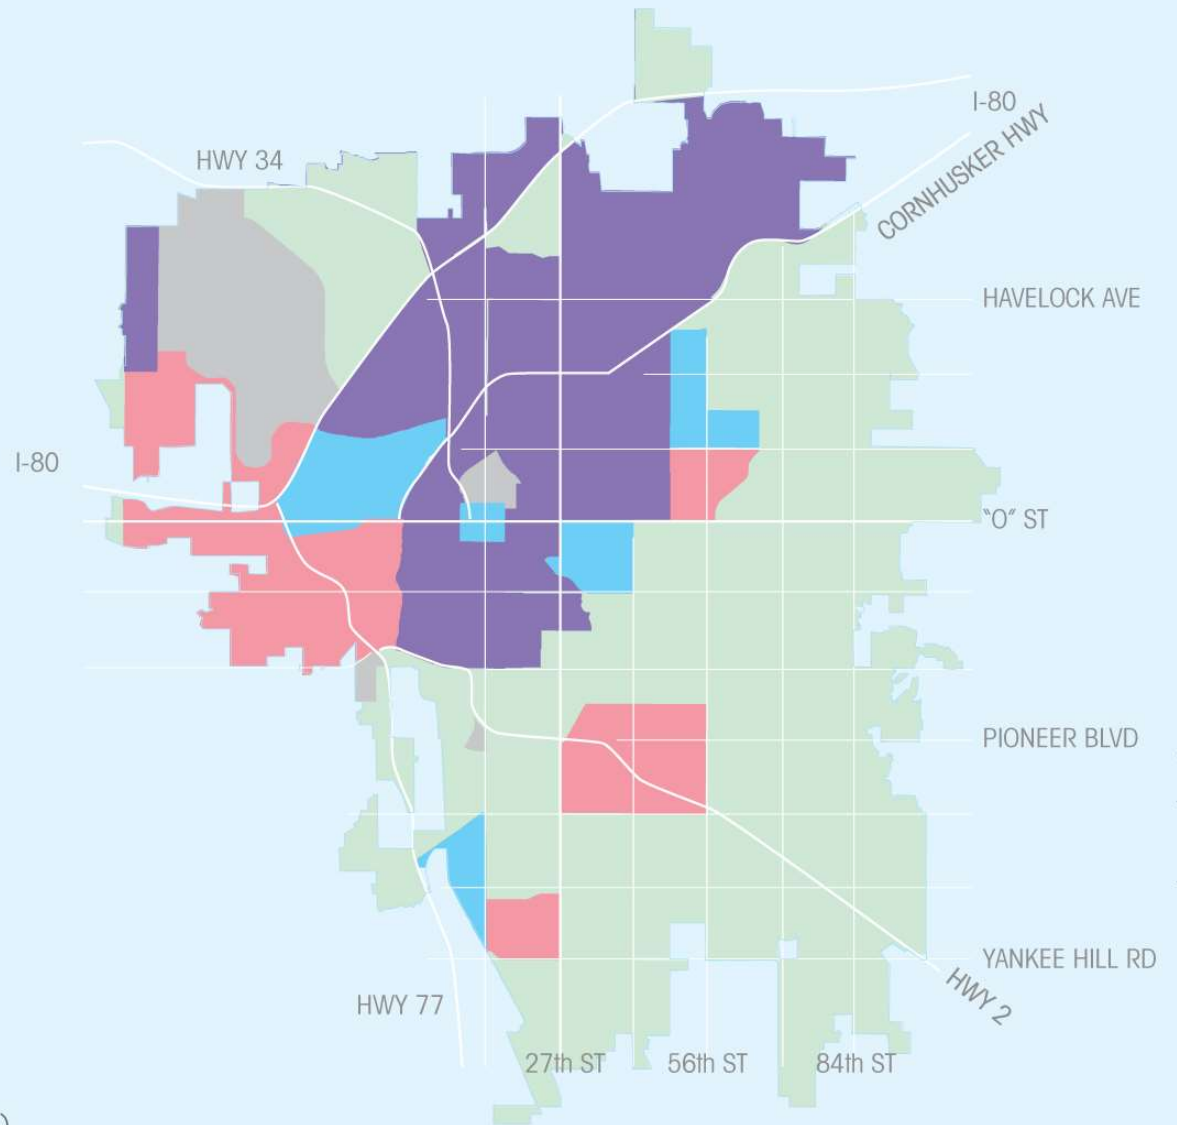 I-80
CORNHUSKER HWY
HWY 34
HAVELOCK AVE
I-80
"O" ST
PIONEER BLVD
YANKEE HILL RD
HWY 2
HWY 77
27th ST
56th ST
84th ST
)